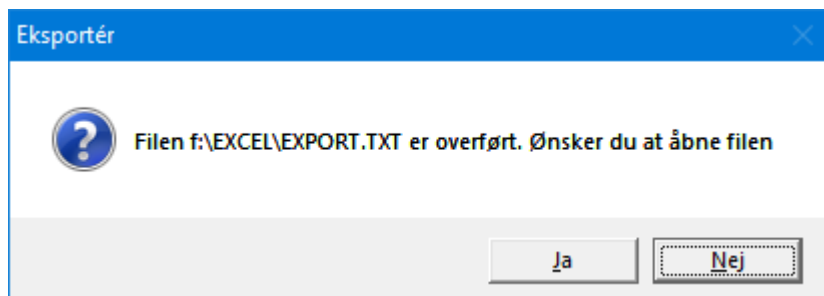 Eksportér
Filen f:\EXCEL\EXPORT.TXT er overført. Ønsker du at åbne filen
Ja
Nej